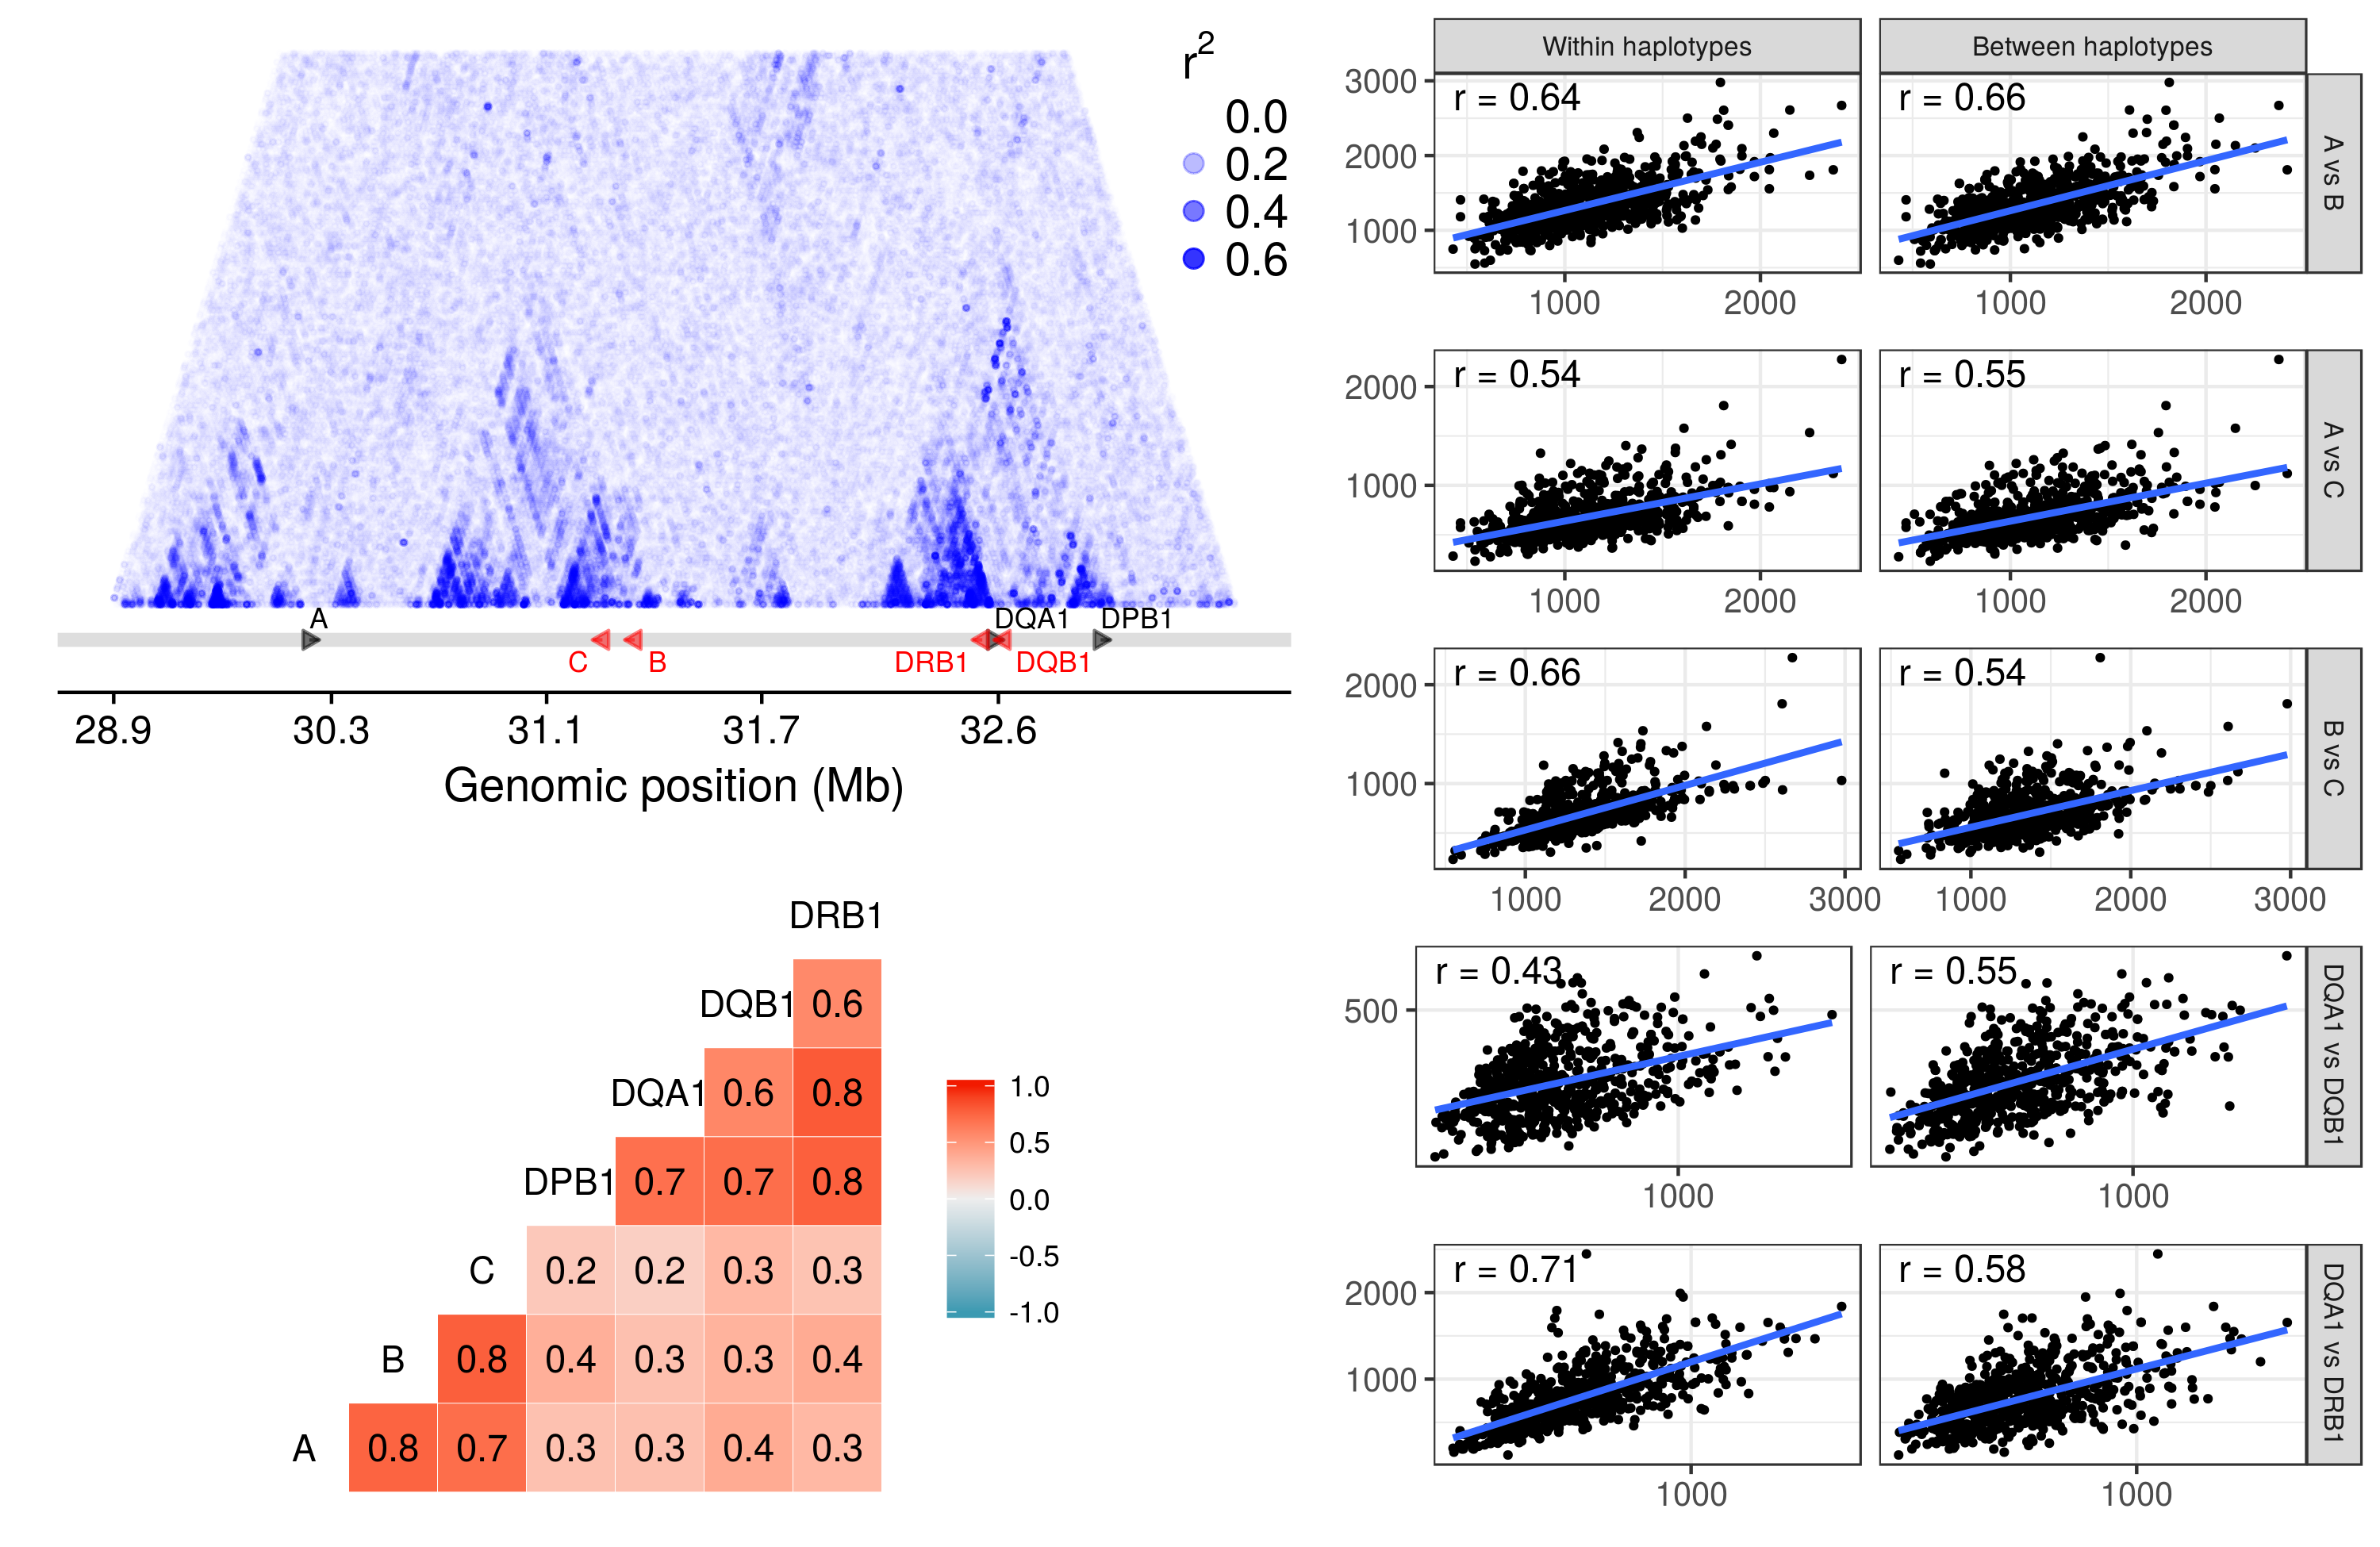 r2
0.0
0.2
0.4
0.6
A
DQA1
DPB1
C
B
DRB1
DQB1
28.9 30.3 31.1 31.7 32.6
Genomic position (Mb)
DRB1
DQB1 0.6
DQA1 0.6 0.8
DPB1 0.7 0.7 0.8
C 0.2 0.2 0.3 0.3
B 0.8 0.4 0.3 0.3 0.4
A 0.8 0.7 0.3 0.3 0.4 0.3
1.0
0.5
0.0
-0.5
-1.0
Within haplotypes Between haplotypes
3000
2000
1000
r = 0.64 r = 0.66
A vs B
1000 2000 1000 2000
2000
1000
r = 0.54 r = 0.55
A vs C
1000 2000 1000 2000
2000
1000
r = 0.66 r = 0.54
B vs C
1000 2000 3000 1000 2000 3000
500
r = 0.43 r = 0.55
DQA1 vs DQB1
1000 1000
2000
1000
r = 0.71 r = 0.58
DQA1 vs DRB1
1000 1000